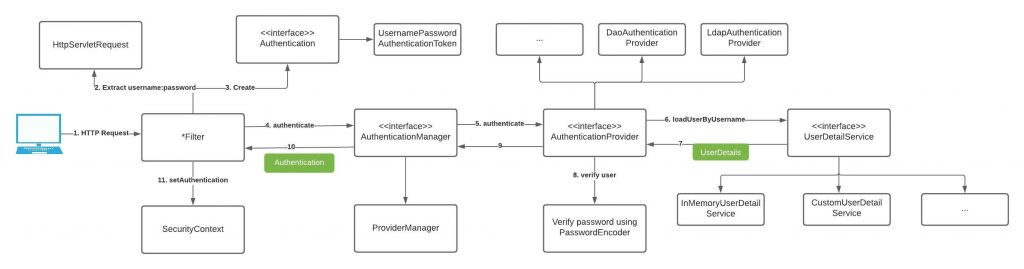 HttpServletRequest
<<interface>>
Authentication
UsernamePassword
AuthenticationToken
...
DaoAuthentication
Provider
LdapAuthentication
Provider
2. Extract username:password
3. Create
1. HTTP Request
*Filter
4. authenticate
10
Authentication
<<interface>>
AuthenticationManager
5. authenticate
9
<<interface>>
AuthenticationProvider
6. loadUserByUsername
7
UserDetails
<<interface>>
UserDetailService
11. setAuthentication
8. verify user
SecurityContext
ProviderManager
Verify password using
PasswordEncoder
InMemoryUserDetail
Service
CustomUserDetail
Service
...